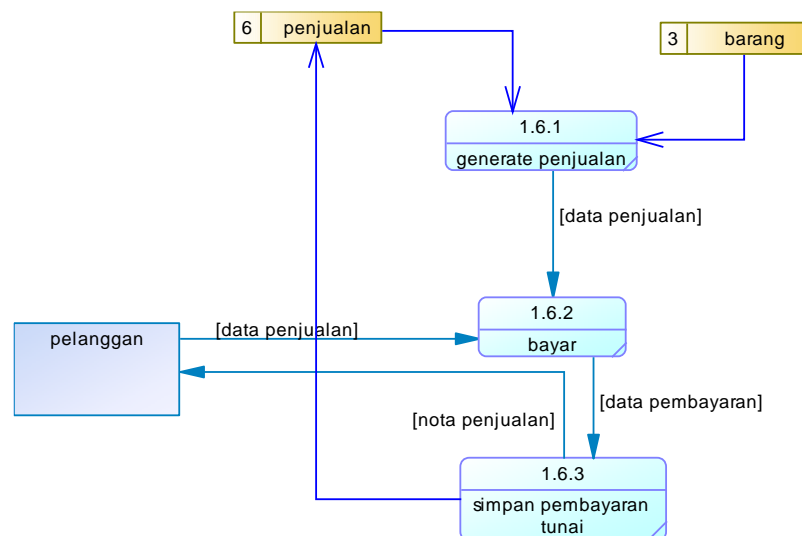 6 penjualan
3 barang
1.6.1
generate penjualan
[data penjualan]
1.6.2
bayar
pelanggan
[data penjualan]
[data pembayaran]
[nota penjualan]
1.6.3
simpan pembayaran
tunai